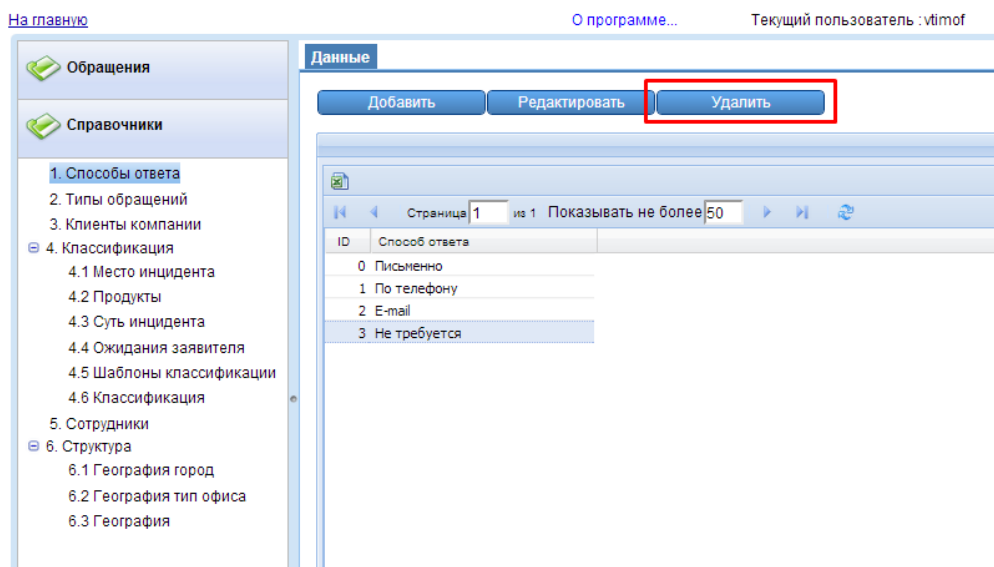 На главную О программе... Текущий пользователь : vtimof
Обращения
Справочники
1. Способы ответа
2. Типы обращений
3. Клиенты компании
4. Классификация
4.1 Место инцидента
4.2 Продукты
4.3 Суть инцидента
4.4 Ожидания заявителя
4.5 Шаблоны классификации
4.6 Классификация
5. Сотрудники
6. Структура
6.1 География город
6.2 География тип офиса
6.3 География
Данные
Добавить Редактировать Удалить
Страница 1 из 1 Показывать не более 50
ID Способ ответа
0 Письменно
1 По телефону
2 E-mail
3 Не требуется